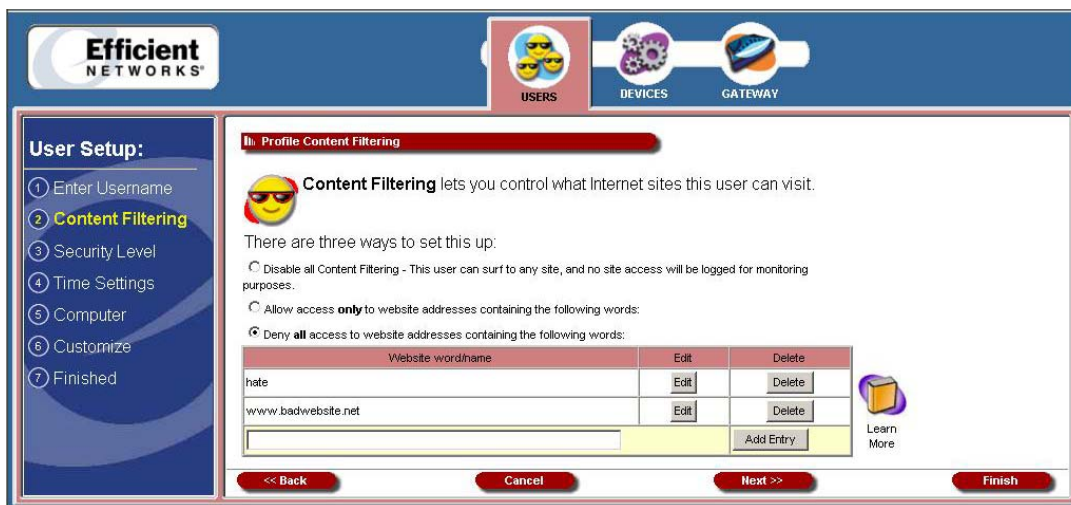 Efficient
NETWORKS®
USERS
DEVICES
GATEWAY
User Setup:
1 Enter Username
2 Content Filtering
3 Security Level
4 Time Settings
5 Computer
6 Customize
7 Finished
Profile Content Filtering
Content Filtering lets you control what Internet sites this user can visit.
There are three ways to set this up:
Disable all Content Filtering - This user can surf to any site, and no site access will be logged for monitoring
purposes.
Allow access only to website addresses containing the following words:
Deny all access to website addresses containing the following words:
Website word/name Edit Delete
hate Edit Delete
www.badwebsite.net Edit Delete
Add Entry
Learn
More
<< Back Cancel Next >> Finish